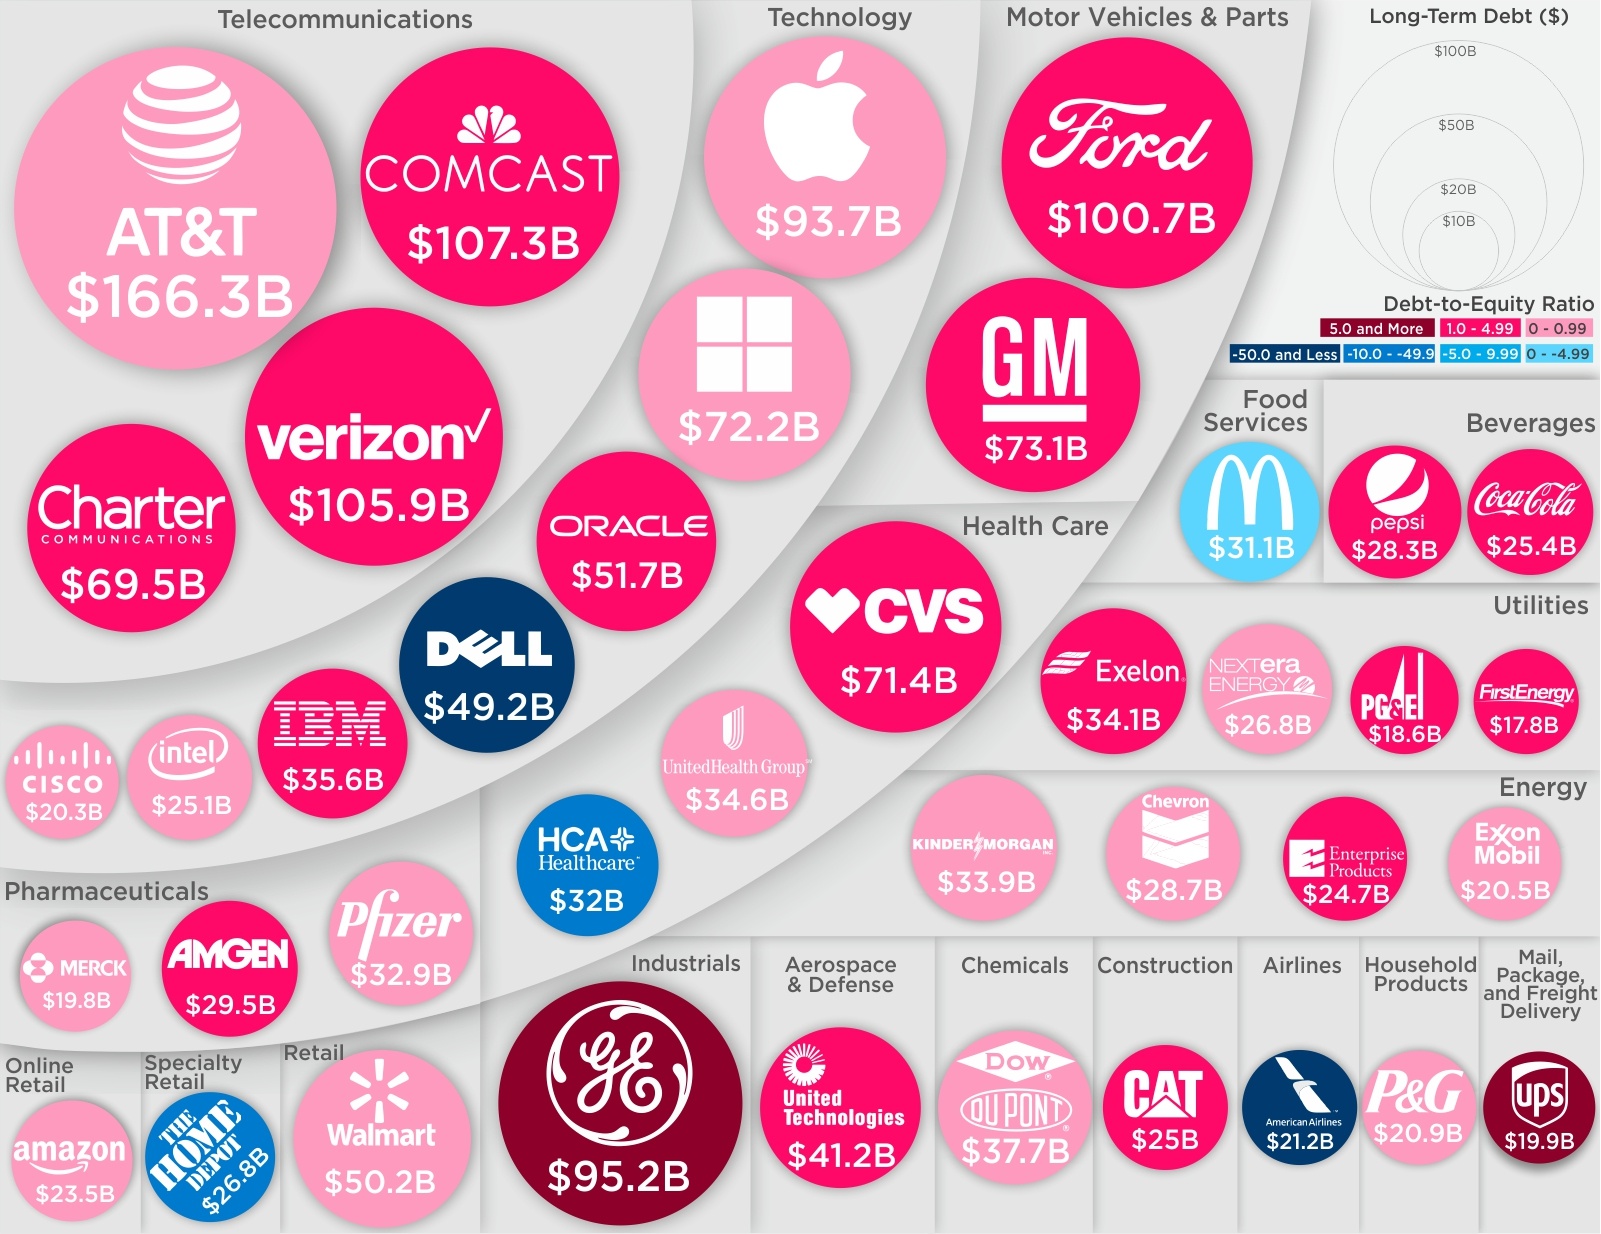 Telecommunications
AT&T
$166.3B
COMCAST
$107.3B
verizon✓
$105.9B
Charter
COMMUNICATIONS
$69.5B
Technology
$93.7B
$72.2B
ORACLE
$51.7B
DELL
$49.2B
IBM
$35.6B
intel
$25.1B
CISCO
$20.3B
Motor Vehicles & Parts
Ford
$100.7B
GM
$73.1B
Long-Term Debt ($)
$100B
$50B
$20B
$10B
Debt-to-Equity Ratio
5.0 and More
1.0 - 4.99
0 - 0.99
-50.0 and Less
-10.0 - -49.9
-5.0 - 9.99
0 - -4.99
Health Care
CVS
$71.4B
UnitedHealth Group
$34.6B
HCA
Healthcare
$32B
Food
Services
$31.1B
Beverages
pepsi
$28.3B
Coca-Cola
$25.4B
Utilities
Exelon
$34.1B
NEXTera
ENERGY
$26.8B
PG&E
$18.6B
FirstEnergy
$17.8B
Energy
KINDER MORGAN
INC.
$33.9B
Chevron
$28.7B
Enterprise
Products
$24.7B
Exxon
Mobil
$20.5B
Pharmaceuticals
MERCK
$19.8B
AMGEN
$29.5B
Pfizer
$32.9B
Online
Retail
amazon
$23.5B
Specialty
Retail
THE
HOME
DEPOT
$26.8B
Retail
Walmart
$50.2B
Industrials
GE
$95.2B
Aerospace
& Defense
United
Technologies
$41.2B
Chemicals
Dow
DUPONT
$37.7B
Construction
CAT
$25B
Airlines
American Airlines
$21.2B
Household
Products
P&G
$20.9B
Mail,
Package,
and Freight
Delivery
ups
$19.9B